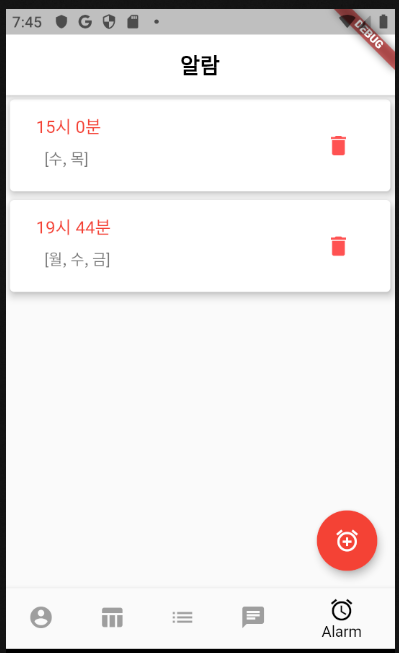 7:45
DEBUG
알람
15시 0분
[수, 목]
19시 44분
[월, 수, 금]
Alarm